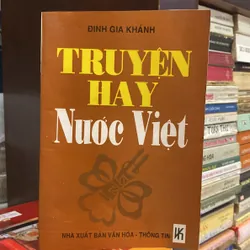 ĐINH GIA KHÁNH
TRUYỆN
HAY
Nước Việt
NHÀ XUẤT BẢN VĂN HÓA - THÔNG TIN